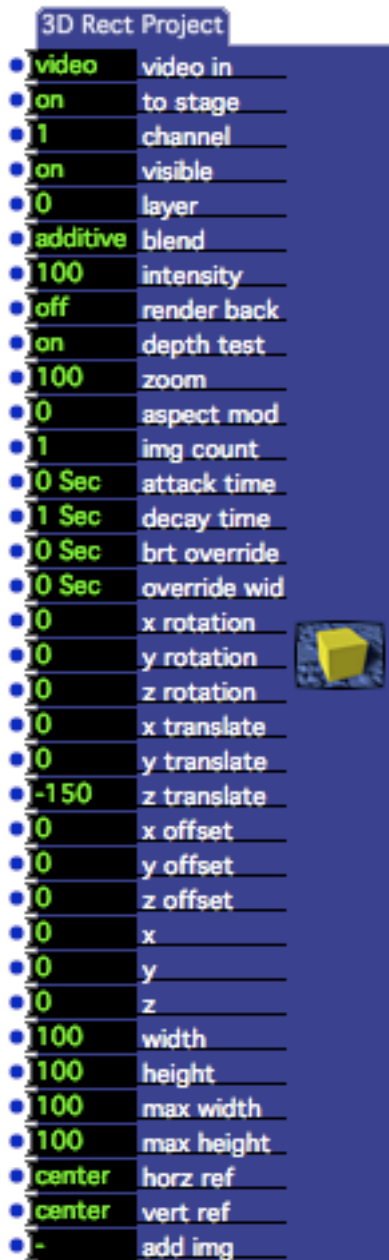 3D Rect Project
video video in
on to stage
1 channel
on visible
0 layer
additive blend
100 intensity
off render back
on depth test
100 zoom
0 aspect mod
1 img count
0 Sec attack time
1 Sec decay time
0 Sec brt override
0 Sec override wid
0 x rotation
0 y rotation
0 z rotation
0 x translate
0 y translate
-150 z translate
0 x offset
0 y offset
0 z offset
0 x
0 y
0 z
100 width
100 height
100 max width
100 max height
center horz ref
center vert ref
- add img